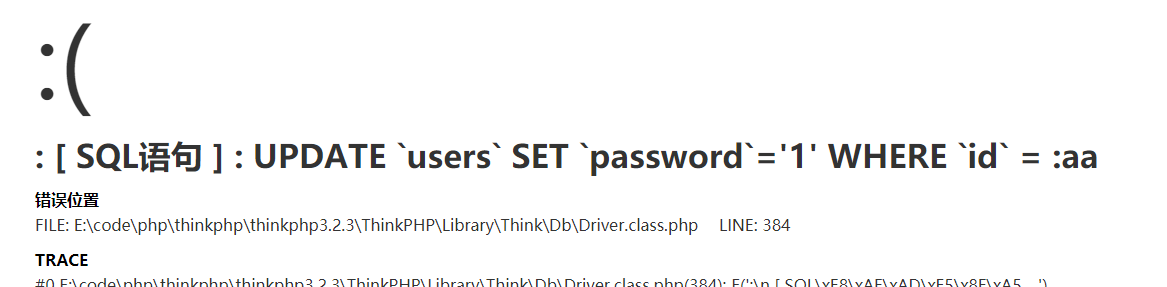 :(
: [ SQL语句 ] : UPDATE `users` SET `password`='1' WHERE `id` = :aa
错误位置
FILE: E:\code\php\thinkphp\thinkphp3.2.3\ThinkPHP\Library\Think\Db\Driver.class.php LINE: 384
TRACE
#0 E:\code\php\thinkphp\thinkphp3.2.3\ThinkPHP\Library\Think\Db\Driver.class.php(384): E(':\n [ SQL\xE8\xAF\xAD\xE5\x8F\xA5...')